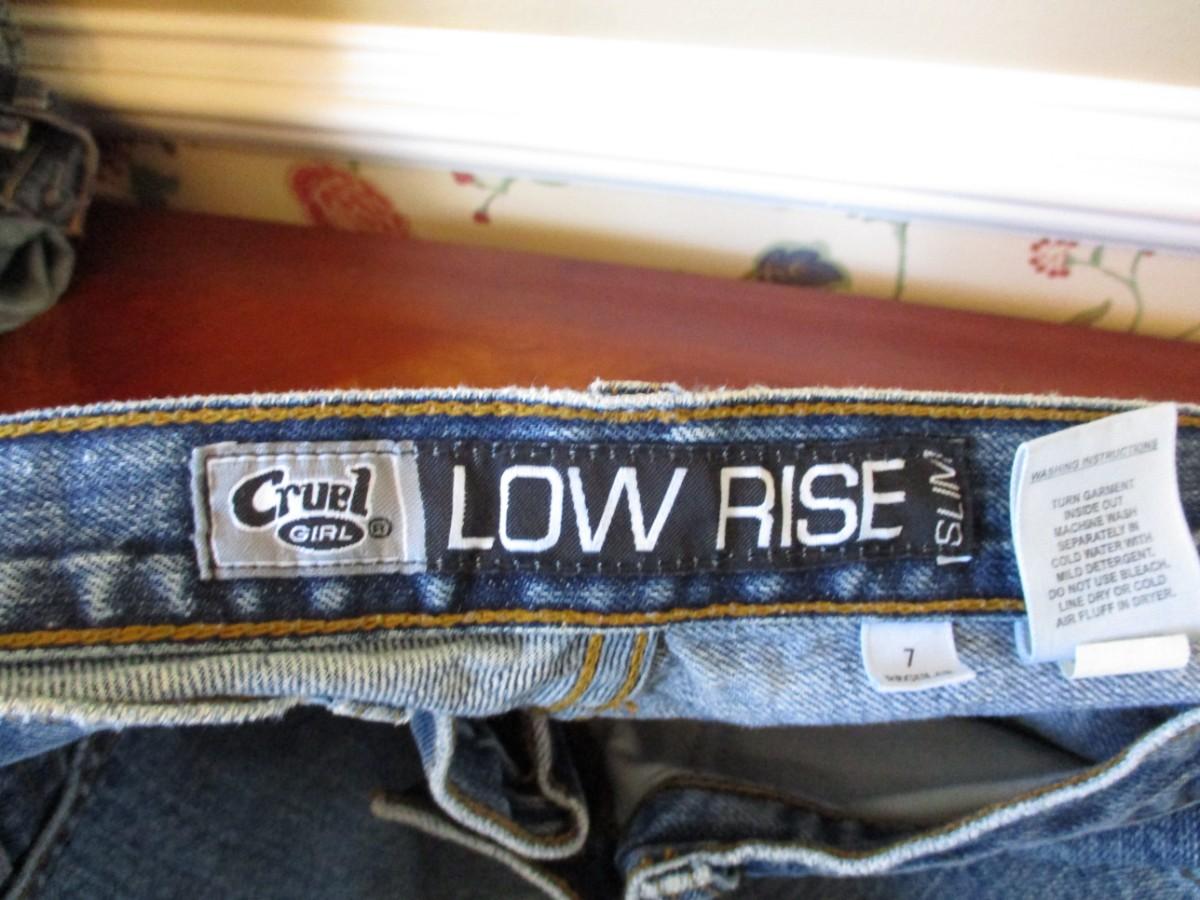 Cruel
GIRL ®
LOW RISE
SLIM
WASHING INSTRUCTIONS
TURN GARMENT
INSIDE OUT
MACHINE WASH
SEPARATELY IN
COLD WATER WITH
MILD DETERGENT.
DO NOT USE BLEACH.
LINE DRY OR COLD
AIR FLUFF IN DRYER.
7